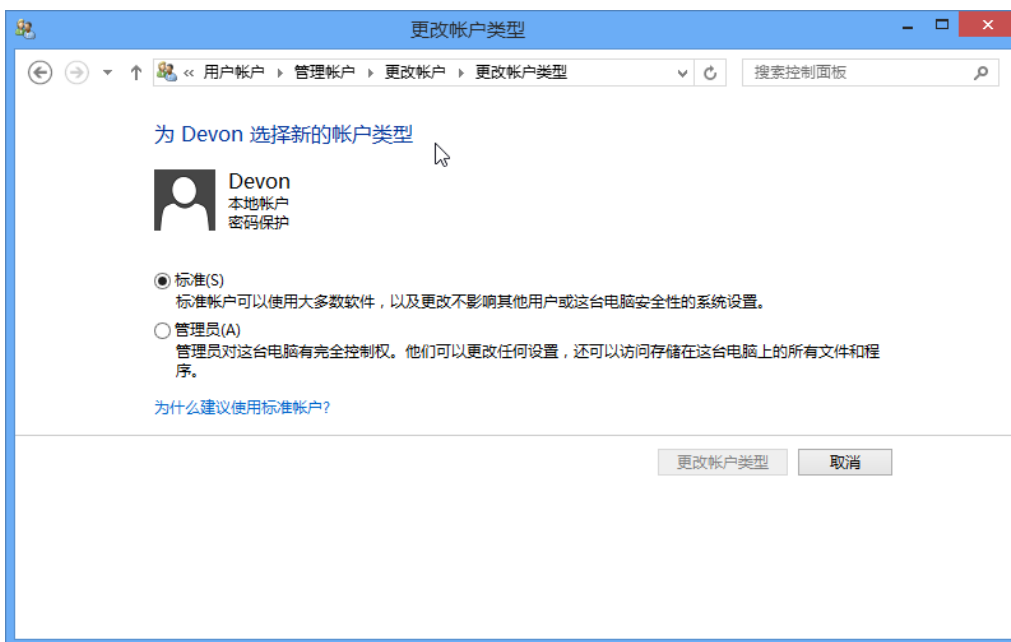 更改帐户类型
« 用户帐户 ▸ 管理帐户 ▸ 更改帐户 ▸ 更改帐户类型
搜索控制面板
为 Devon 选择新的帐户类型
Devon
本地帐户
密码保护
标准(S)
标准帐户可以使用大多数软件，以及更改不影响其他用户或这台电脑安全性的系统设置。
管理员(A)
管理员对这台电脑有完全控制权。他们可以更改任何设置，还可以访问存储在这台电脑上的所有文件和程
序。
为什么建议使用标准帐户?
更改帐户类型
取消